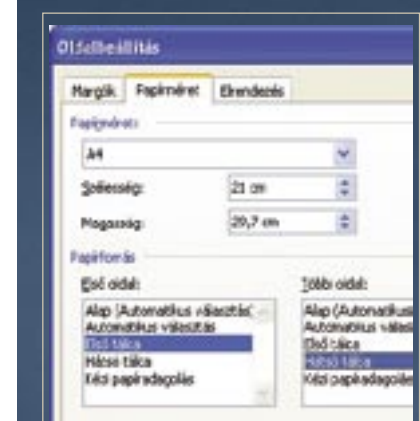 Oldalbeállítás
Margók Papírméret Elrendezés
Papírméret:
A4
Szélesség: 21 cm
Magasság: 29,7 cm
Papírforrás
Első oldal: Többi oldal:
Alap (Automatikus választás) Alap (Automatikus
Automatikus választás Automatikus válas
Első tálca Első tálca
Hátsó tálca Hátsó tálca
Kézi papíradagolás Kézi papíradagolás